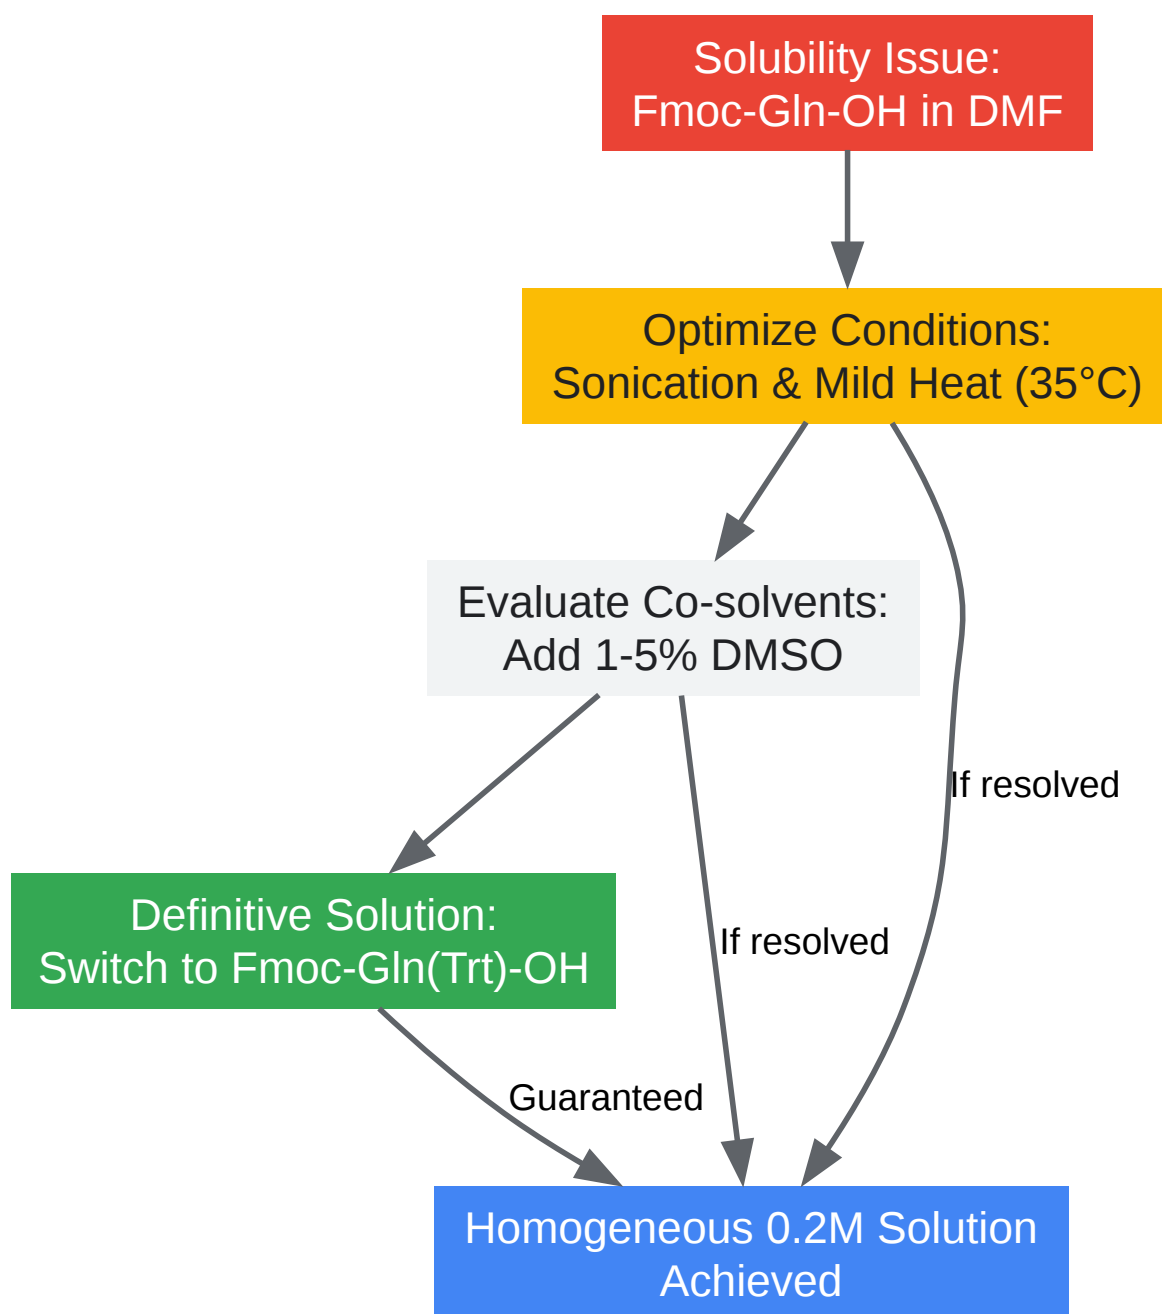 Solubility Issue:
Fmoc-Gln-OH in DMF
Optimize Conditions:
Sonication & Mild Heat (35°C)
Evaluate Co-solvents:
Add 1-5% DMSO
If resolved
Definitive Solution:
Switch to Fmoc-Gln(Trt)-OH
If resolved
Guaranteed
Homogeneous 0.2M Solution
Achieved